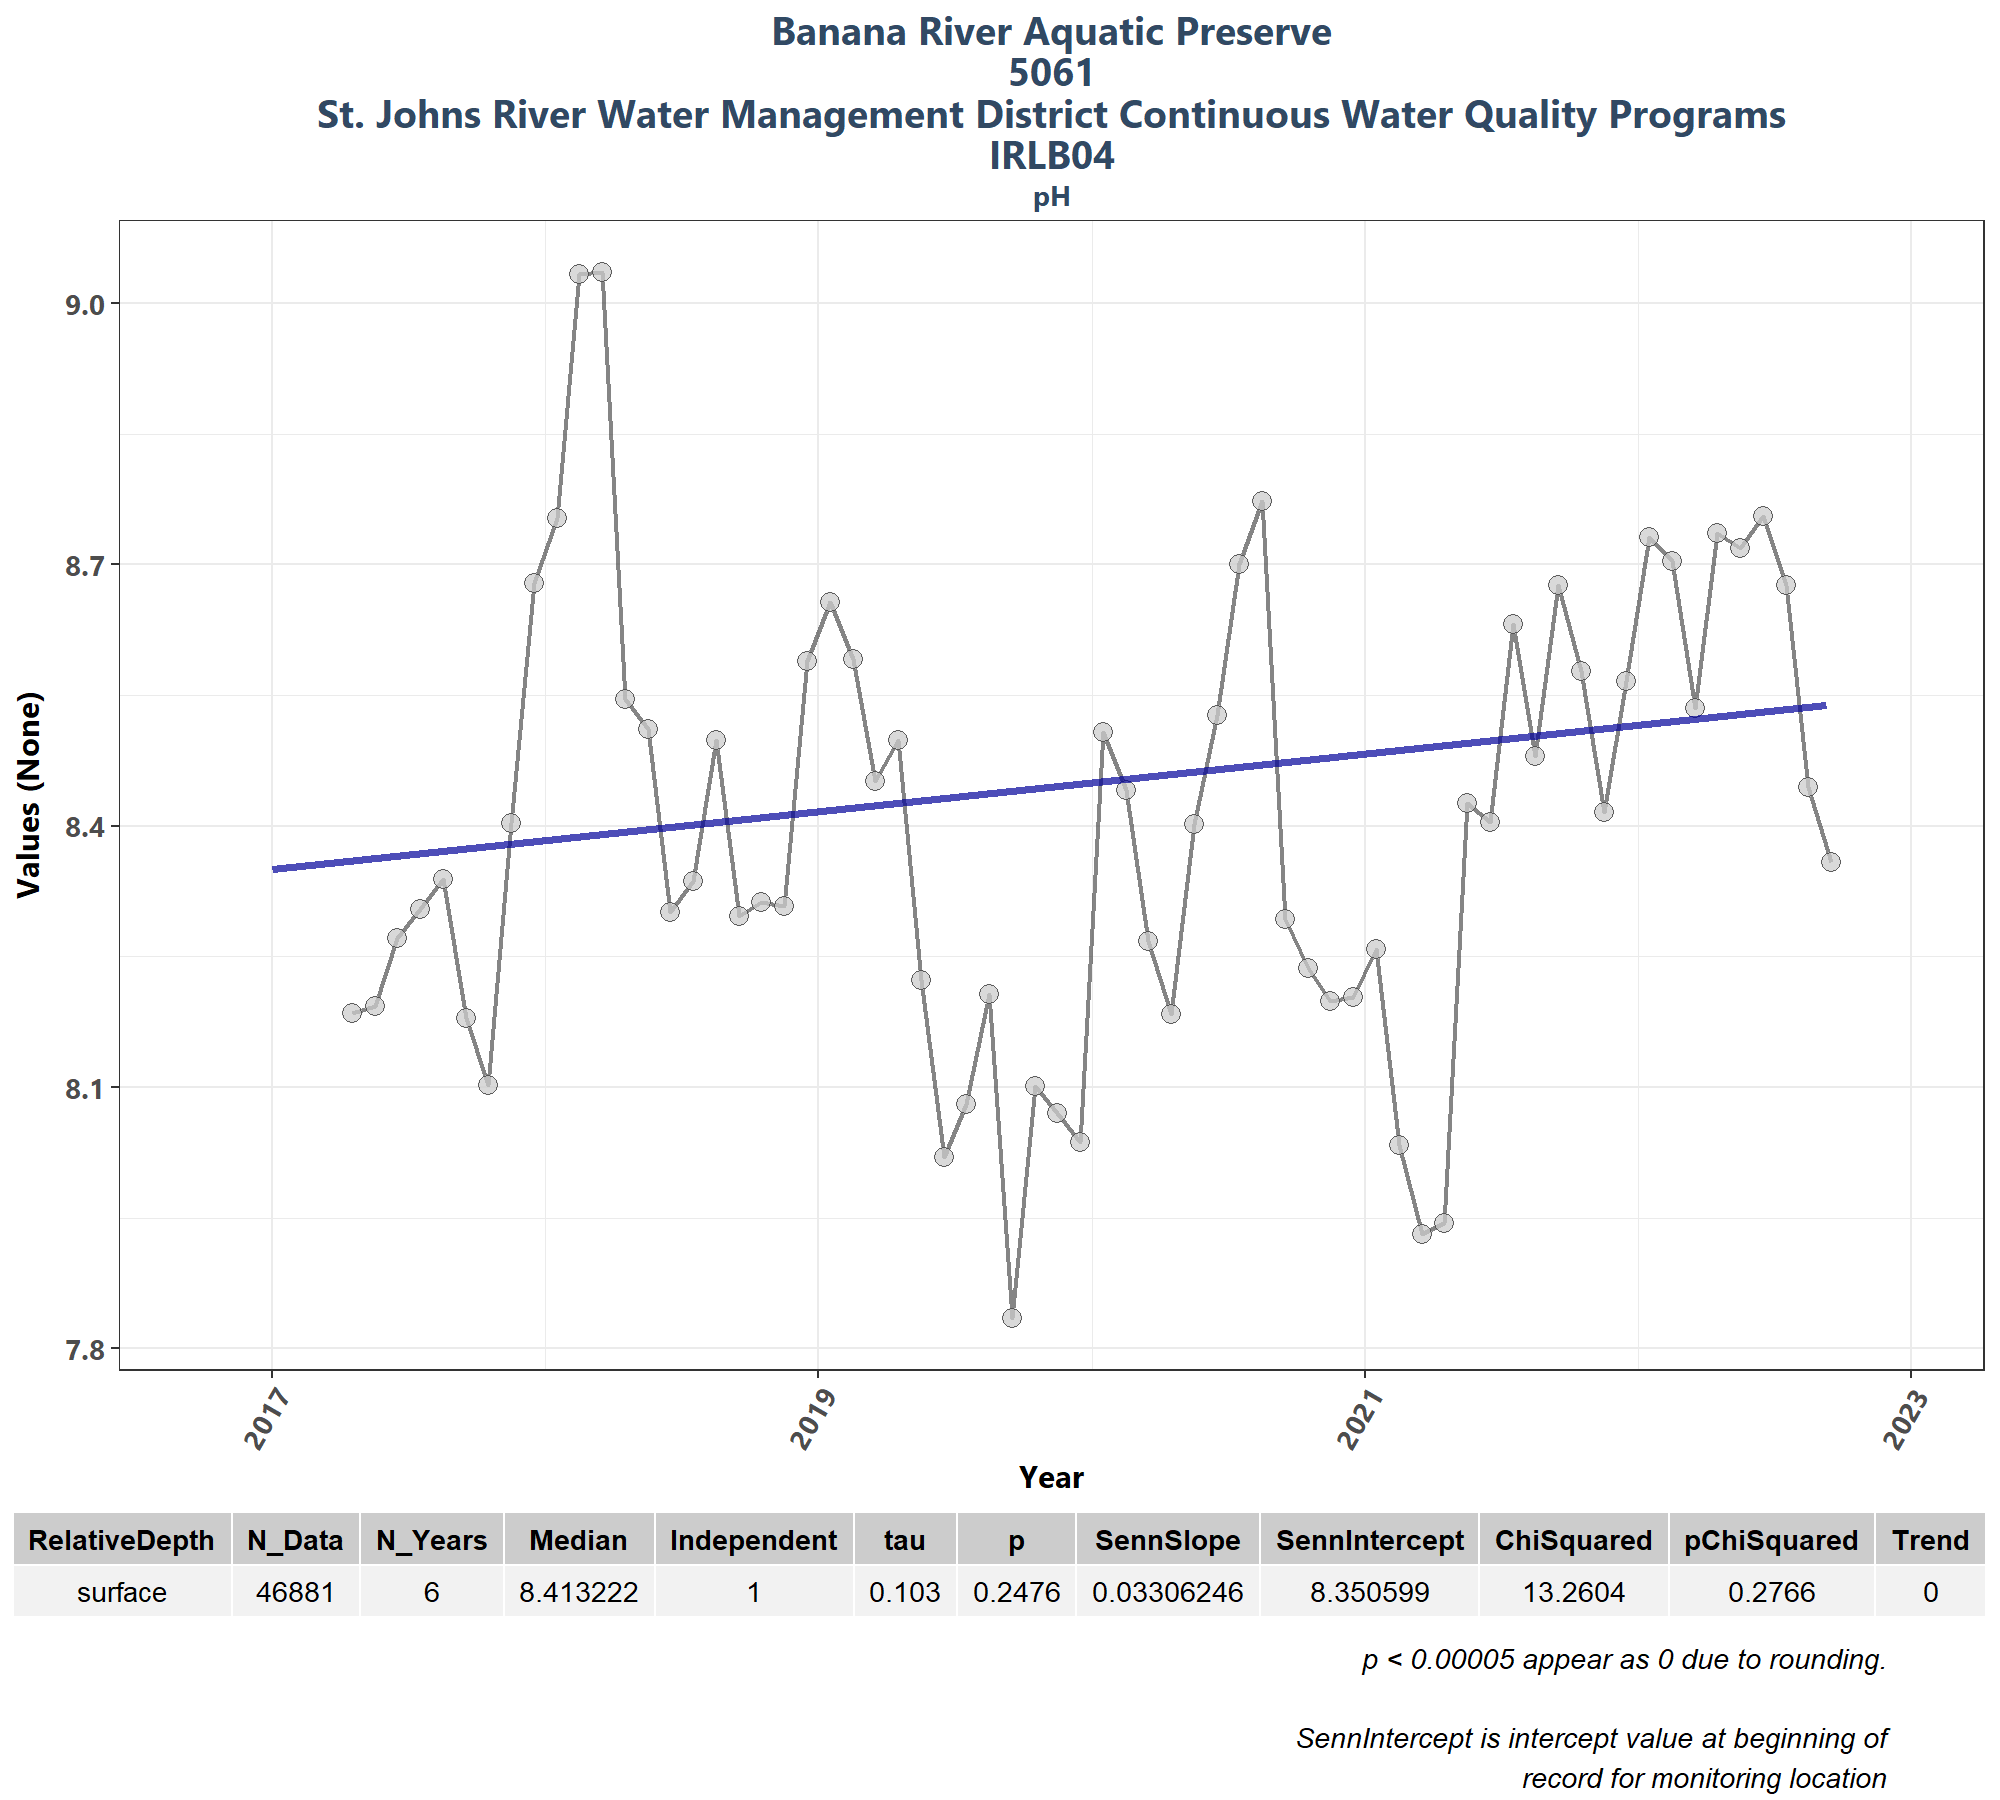 Banana River Aquatic Preserve
5061
St. Johns River Water Management District Continuous Water Quality Programs
IRLB04
pH
9.0
8.7
8.4
8.1
7.8
Values (None)
2017 2019 2021 2023
Year
RelativeDepth N_Data N_Years Median Independent tau p SennSlope SennIntercept ChiSquared pChiSquared Trend
surface 46881 6 8.413222 1 0.103 0.2476 0.03306246 8.350599 13.2604 0.2766 0
p < 0.00005 appear as 0 due to rounding.
SennIntercept is intercept value at beginning of
record for monitoring location